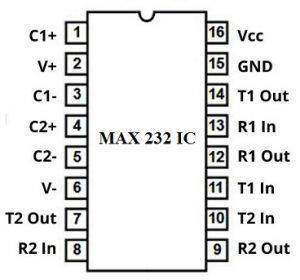 C1+ 1 16 Vcc
V+ 2 15 GND
C1- 3 14 T1 Out
C2+ 4 13 R1 In
MAX 232 IC
C2- 5 12 R1 Out
V- 6 11 T1 In
T2 Out 7 10 T2 In
R2 In 8 9 R2 Out